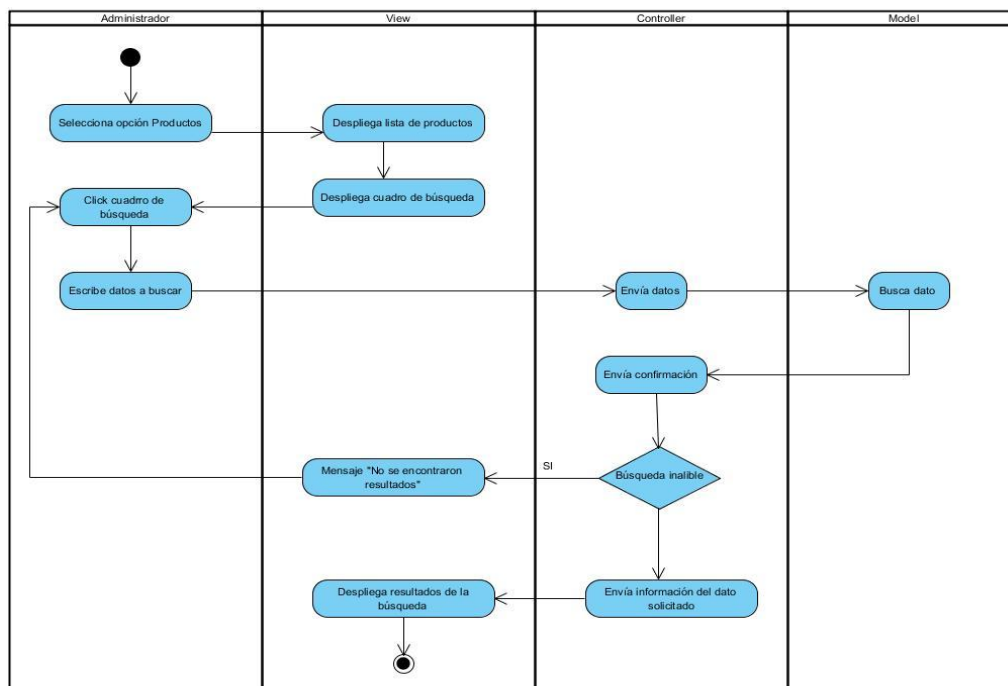 Administrador
View
Controller
Model
Selecciona opción Productos
Despliega lista de productos
Despliega cuadro de búsqueda
Click cuadrro de
búsqueda
Escribe datos a buscar
Envía datos
Busca dato
Envía confirmación
Búsqueda inalible
SI
Mensaje "No se encontraron
resultados"
Envía información del dato
solicitado
Despliega resultados de la
búsqueda